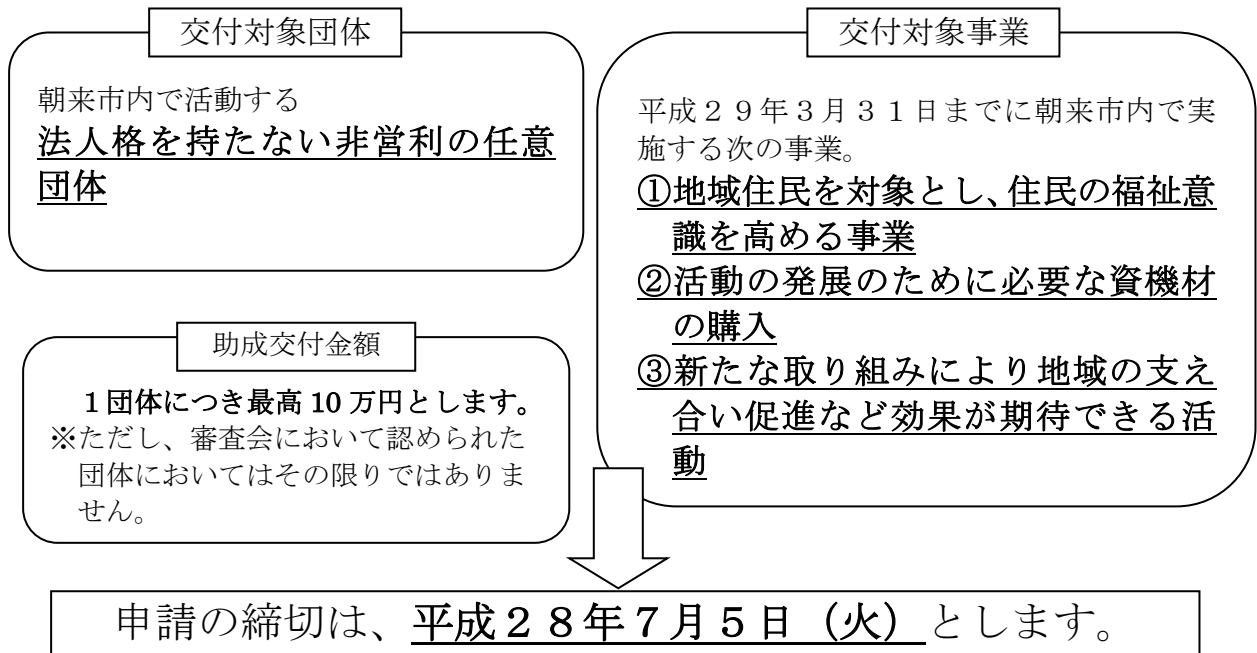 交付対象団体
朝来市内で活動する
法人格を持たない非営利の任意
団体
交付対象事業
平成２９年３月３１日までに朝来市内で実
施する次の事業。
①地域住民を対象とし、住民の福祉意
識を高める事業
②活動の発展のために必要な資機材
の購入
③新たな取り組みにより地域の支え
合い促進など効果が期待できる活
動
助成交付金額
１団体につき最高 10 万円とします。
※ただし、審査会において認められた
団体においてはその限りではありま
せん。
申請の締切は、平成２８年７月５日（火）とします。